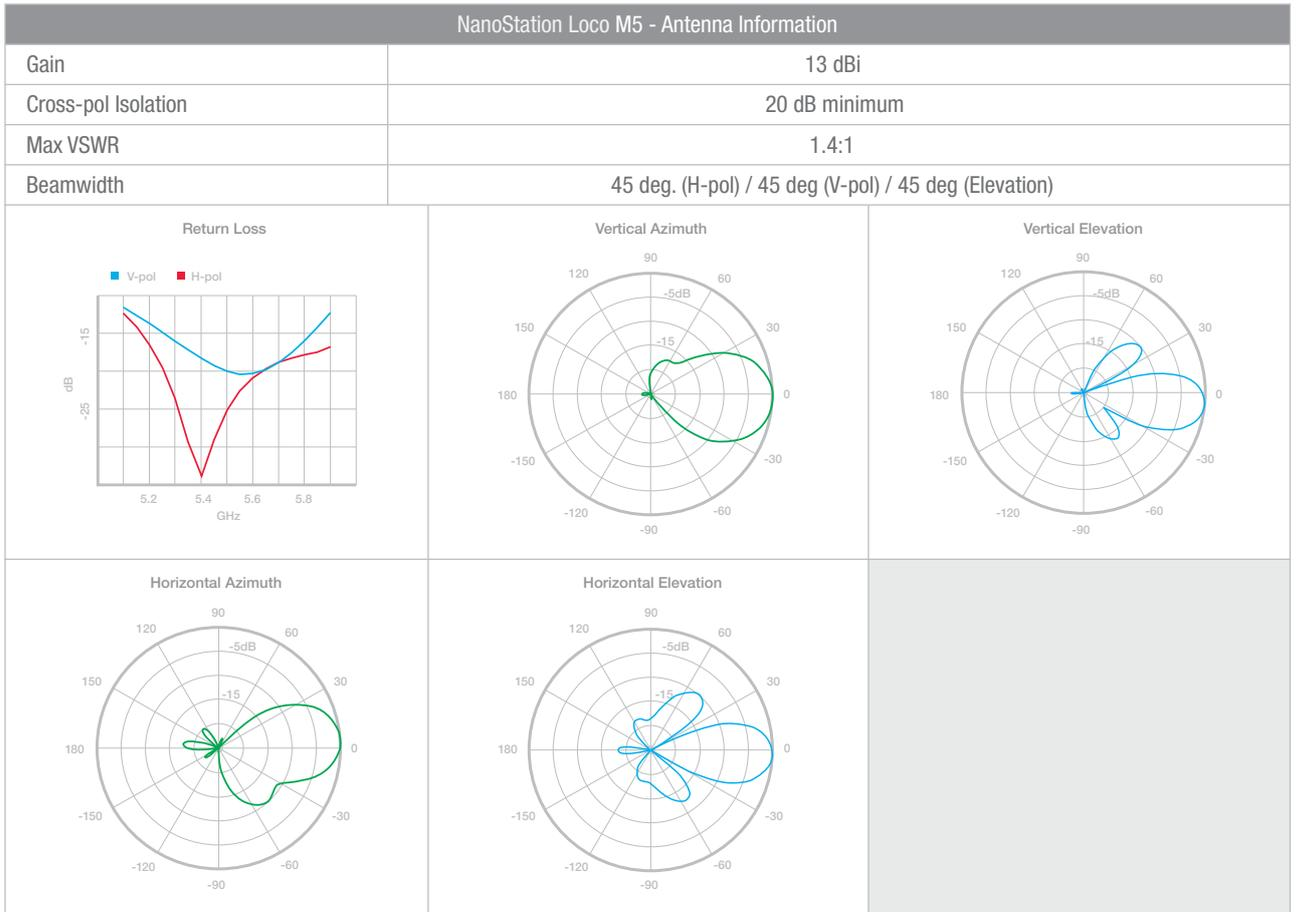 NanoStation Loco M5 - Antenna Information
Gain 13 dBi
Cross-pol Isolation 20 dB minimum
Max VSWR 1.4:1
Beamwidth 45 deg. (H-pol) / 45 deg (V-pol) / 45 deg (Elevation)
Return Loss
V-pol H-pol
-15
dB
-25
5.2 5.4 5.6 5.8
GHz
Vertical Azimuth
90
120 60
-5dB
150 30
-15
180 0
-150 -30
-120 -60
-90
Vertical Elevation
90
120 60
-5dB
150 30
-15
180 0
-150 -30
-120 -60
-90
Horizontal Azimuth
90
120 60
-5dB
150 30
-15
180 0
-150 -30
-120 -60
-90
Horizontal Elevation
90
120 60
-5dB
150 30
-15
180 0
-150 -30
-120 -60
-90